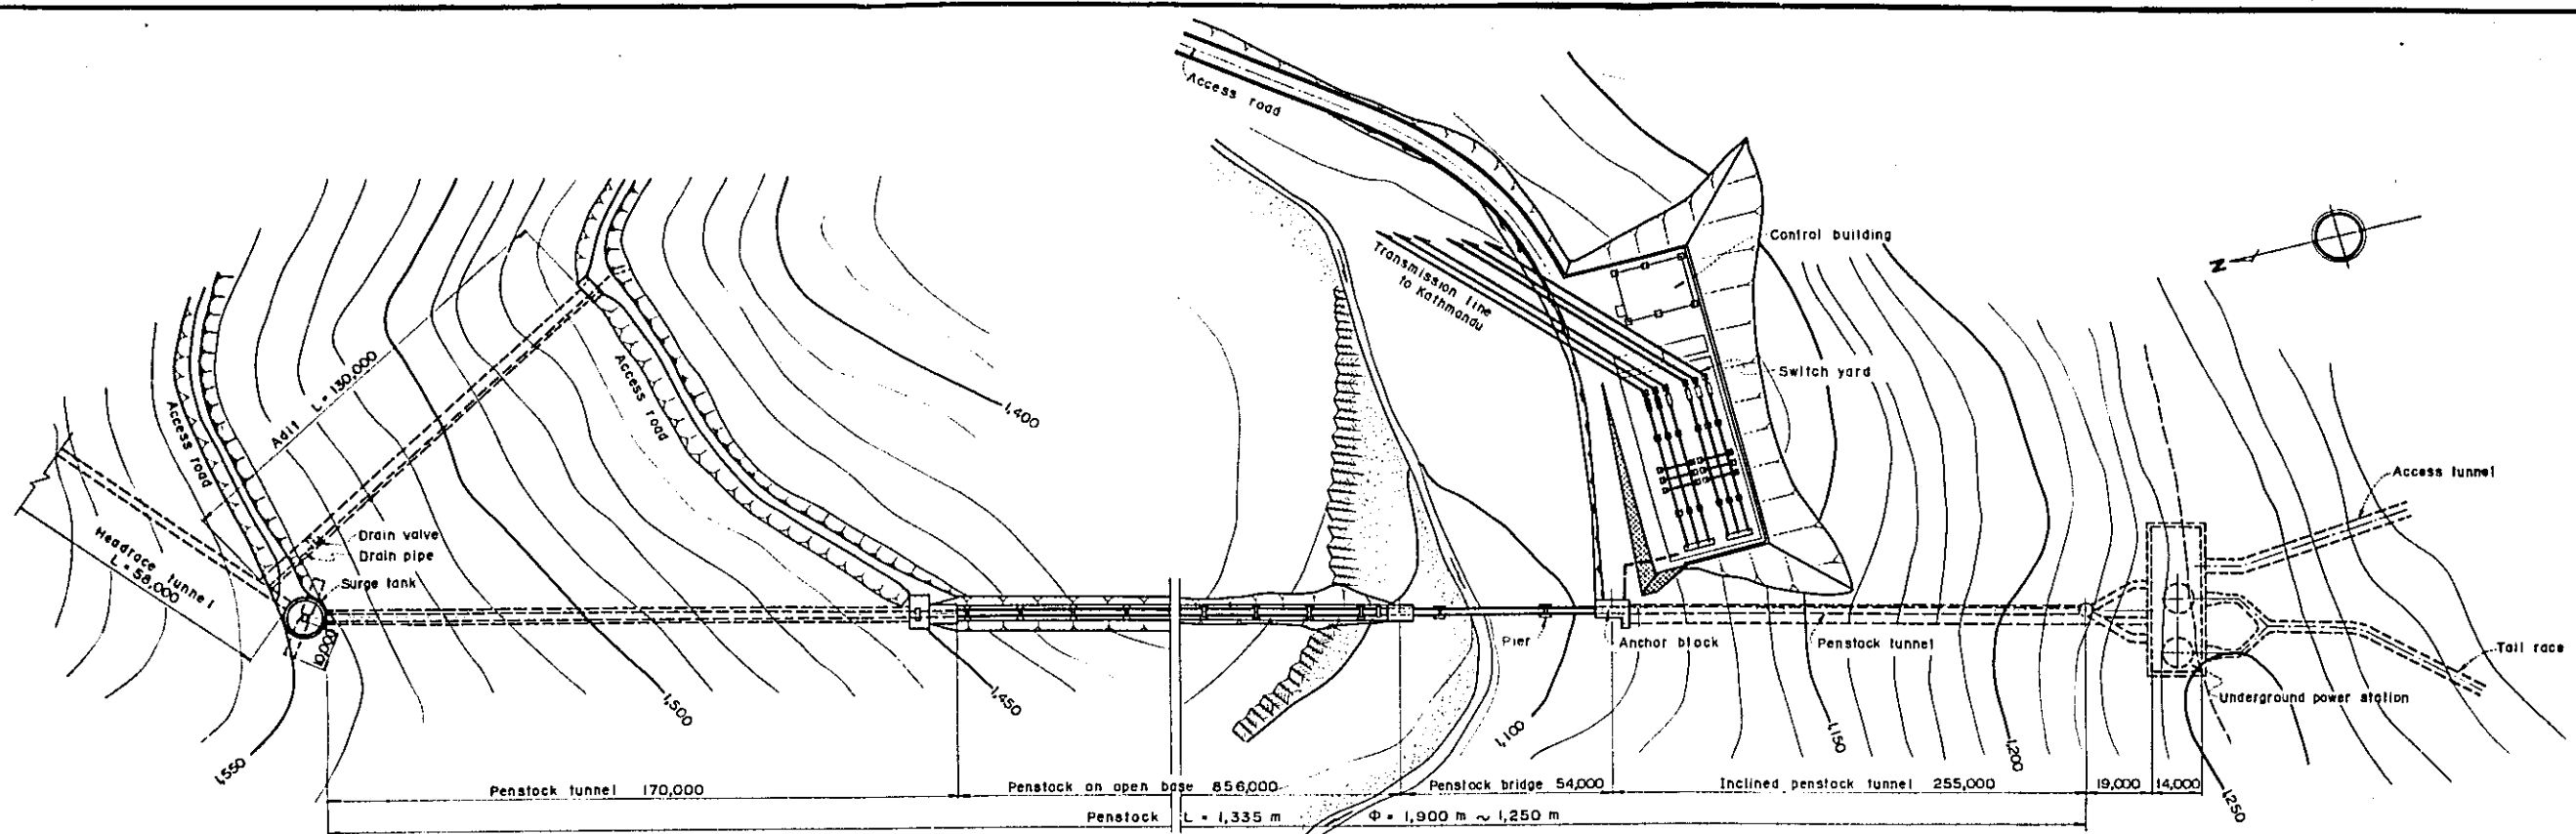 Access road
Transmission line
to Kathmandu
Control building
N
Switch yard
Adit L = 130,000
Access road
Access road
1,400
Access tunnel
Headrace tunnel
L = 58,000
Drain valve
Drain pipe
Surge tank
10,000
Pier
Anchor block
Penstock tunnel
Tail race
Underground power station
1,550
1,500
1,450
1,100
1,150
1,200
1,250
Penstock tunnel 170,000
Penstock on open base 856,000
Penstock bridge 54,000
Inclined penstock tunnel 255,000
19,000
14,000
Penstock L = 1,335 m Φ = 1,900 m ~ 1,250 m